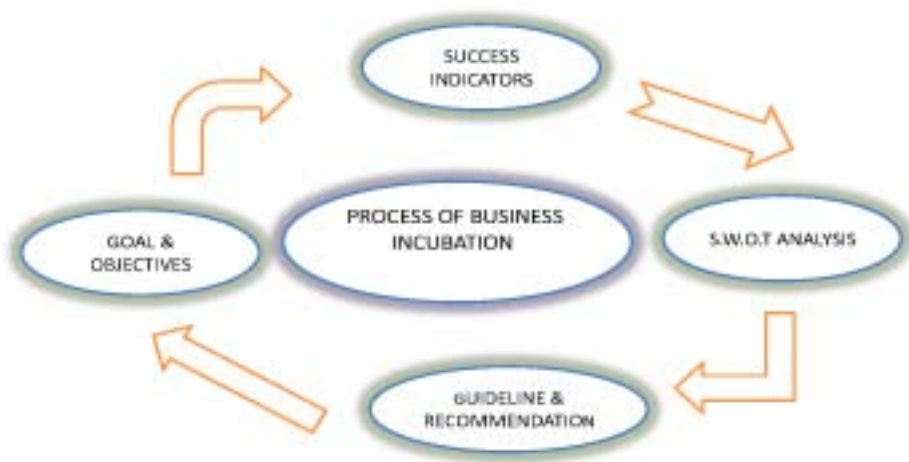 SUCCESS
INDICATORS
PROCESS OF BUSINESS
INCUBATION
GOAL &
OBJECTIVES
S.W.O.T ANALYSIS
GUIDELINE &
RECOMMENDATION